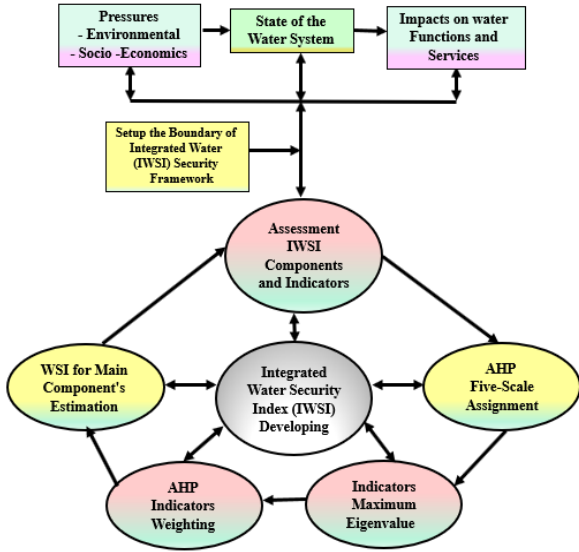 Pressures
- Environmental
- Socio -Economics
State of the
Water System
Impacts on water
Functions and
Services
Setup the Boundary of
Integrated Water
(IWSI) Security
Framework
Assessment
IWSI
Components
and Indicators
WSI for Main
Component's
Estimation
Integrated
Water Security
Index (IWSI)
Developing
AHP
Five-Scale
Assignment
AHP
Indicators
Weighting
Indicators
Maximum
Eigenvalue